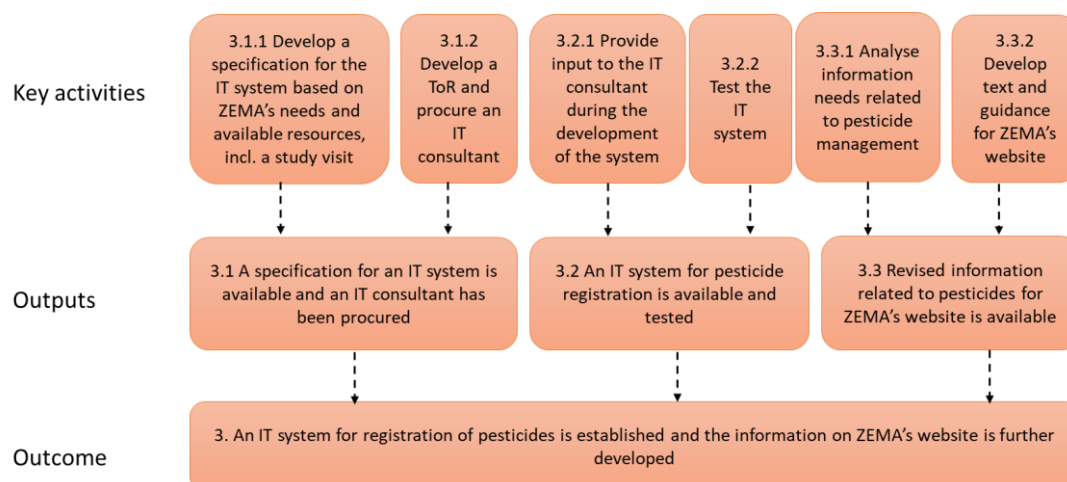 Key activities
3.1.1 Develop a
specification for the
IT system based on
ZEMA's needs and
available resources,
incl. a study visit
3.1.2
Develop a
ToR and
procure an
IT
consultant
3.2.1 Provide
input to the IT
consultant
during the
development
of the system
3.2.2
Test the
IT
system
3.3.1 Analyse
information
needs related
to pesticide
management
3.3.2
Develop
text and
guidance
for ZEMA's
website
Outputs
3.1 A specification for an IT system is
available and an IT consultant has
been procured
3.2 An IT system for pesticide
registration is available and
tested
3.3 Revised information
related to pesticides for
ZEMA's website is available
Outcome
3. An IT system for registration of pesticides is established and the information on ZEMA's website is further
developed